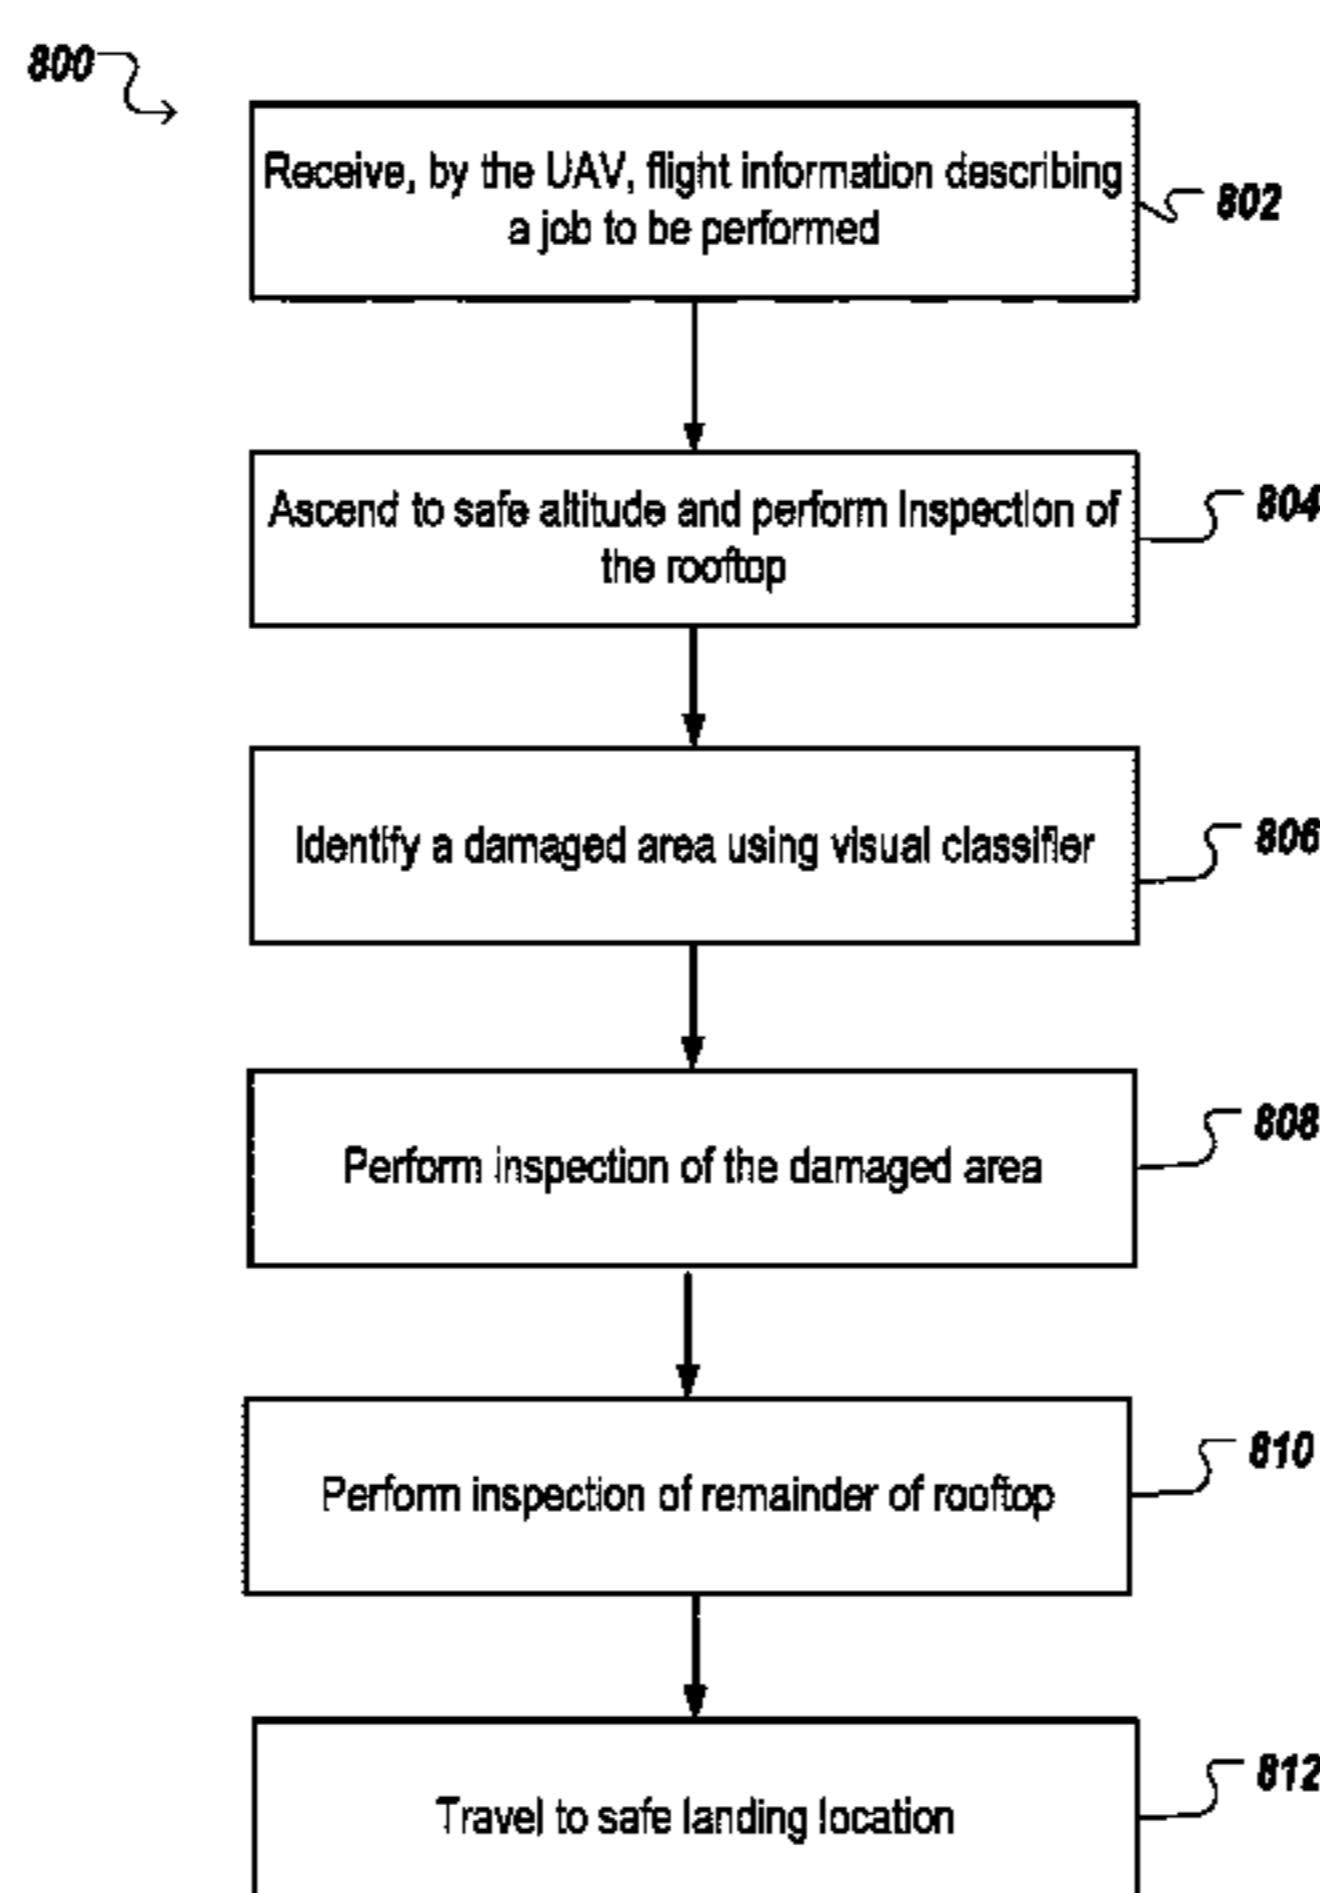 800
Receive, by the UAV, flight information describing
a job to be performed
802
Ascend to safe altitude and perform Inspection of
the rooftop
804
Identify a damaged area using visual classifier
806
Perform inspection of the damaged area
808
Perform inspection of remainder of rooftop
810
Travel to safe landing location
812